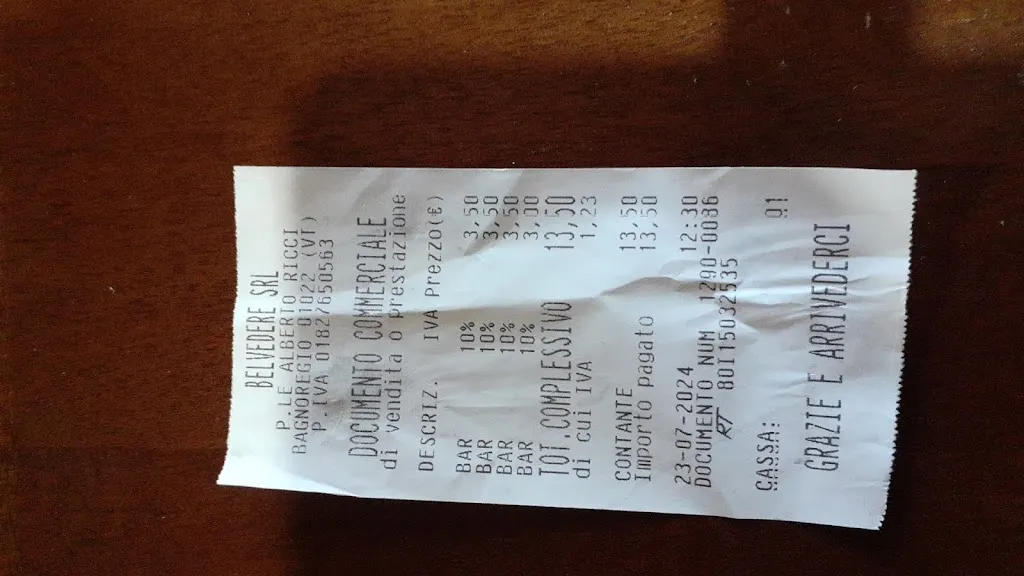 BELVEDERE SRL
P.LE ALBERTO RICCI
BAGNOREGIO 01022 (VT)
P.IVA 01827650563
DOCUMENTO COMMERCIALE
di vendita o prestazione
DESCRIZ. IVA Prezzo(€)
BAR 10% 3,50
BAR 10% 3,50
BAR 10% 3,50
BAR 10% 3,00
TOT.COMPLESSIVO 13,50
di cui IVA 1,23
CONTANTE 13,50
Importo pagato 13,50
23-07-2024 12:30
DOCUMENTO NUM 1290-0086
RT 80I15032535
CASSA: 01
GRAZIE E ARRIVEDERCI